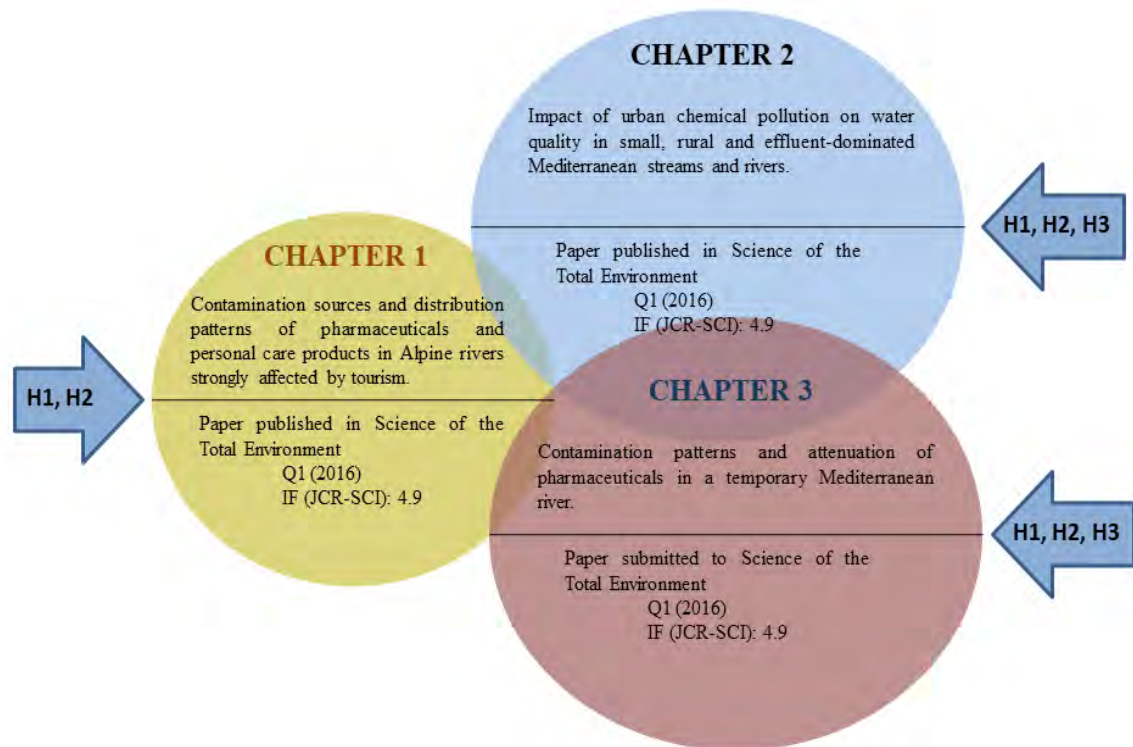 CHAPTER 2
Impact of urban chemical pollution on water
quality in small, rural and effluent-dominated
Mediterranean streams and rivers.
Paper published in Science of the
Total Environment
Q1 (2016)
IF (JCR-SCI): 4.9
H1, H2, H3
CHAPTER 1
Contamination sources and distribution
patterns of pharmaceuticals and
personal care products in Alpine rivers
strongly affected by tourism.
Paper published in Science of the
Total Environment
Q1 (2016)
IF (JCR-SCI): 4.9
H1, H2
CHAPTER 3
Contamination patterns and attenuation of
pharmaceuticals in a temporary Mediterranean
river.
Paper submitted to Science of the
Total Environment
Q1 (2016)
IF (JCR-SCI): 4.9
H1, H2, H3